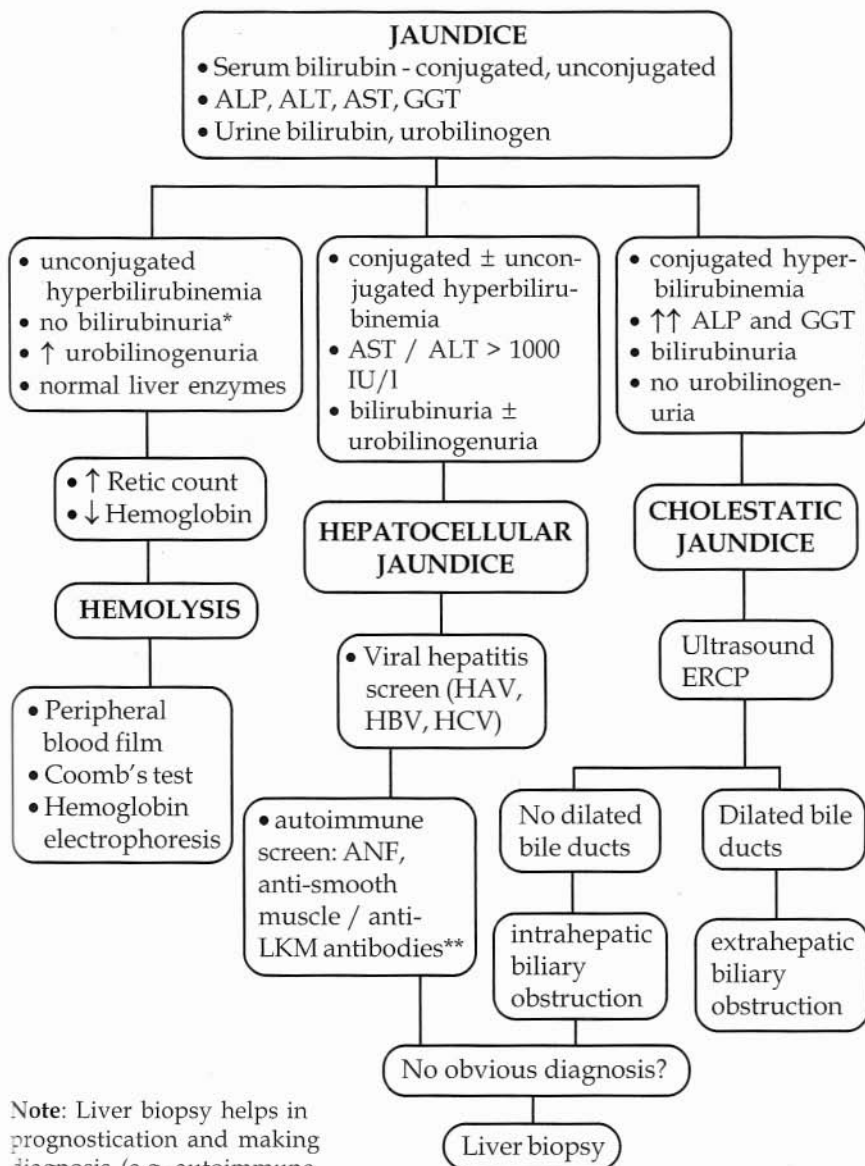 JAUNDICE
• Serum bilirubin - conjugated, unconjugated
• ALP, ALT, AST, GGT
• Urine bilirubin, urobilinogen
• unconjugated
hyperbilirubinemia
• no bilirubinuria*
• ↑ urobilinogenuria
• normal liver enzymes
• ↑ Retic count
• ↓ Hemoglobin
HEMOLYSIS
• Peripheral
blood film
• Coomb's test
• Hemoglobin
electrophoresis
• conjugated ± uncon-
jugated hyperbiliru-
binemia
• AST / ALT > 1000
IU/l
• bilirubinuria ±
urobilinogenuria
HEPATOCELLULAR
JAUNDICE
• Viral hepatitis
screen (HAV,
HBV, HCV)
• autoimmune
screen: ANF,
anti-smooth
muscle / anti-
LKM antibodies**
• conjugated hyper-
bilirubinemia
• ↑↑ ALP and GGT
• bilirubinuria
• no urobilinogen-
uria
CHOLESTATIC
JAUNDICE
Ultrasound
ERCP
No dilated
bile ducts
intrahepatic
biliary
obstruction
Dilated bile
ducts
extrahepatic
biliary
obstruction
No obvious diagnosis?
Liver biopsy
Note: Liver biopsy helps in
prognostication and making
diagnosis (e.g. autoimmune